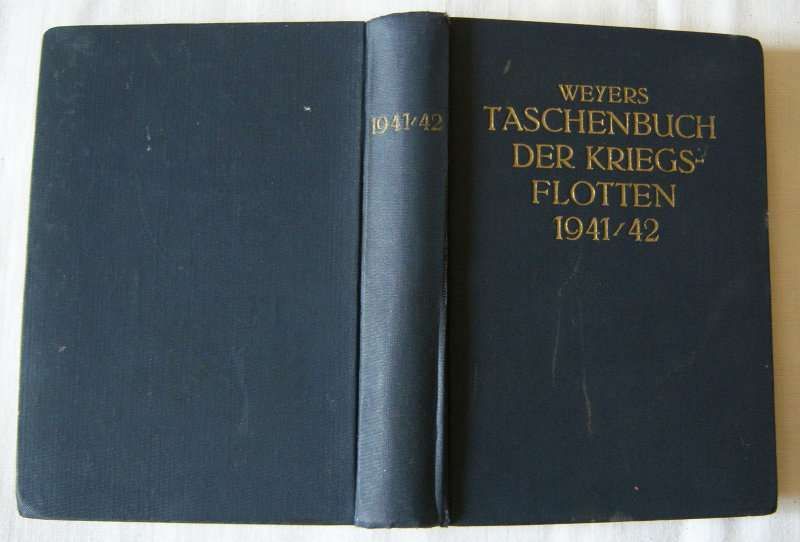 1941/42
WEYERS
TASCHENBUCH
DER KRIEGS-
FLOTTEN
1941/42